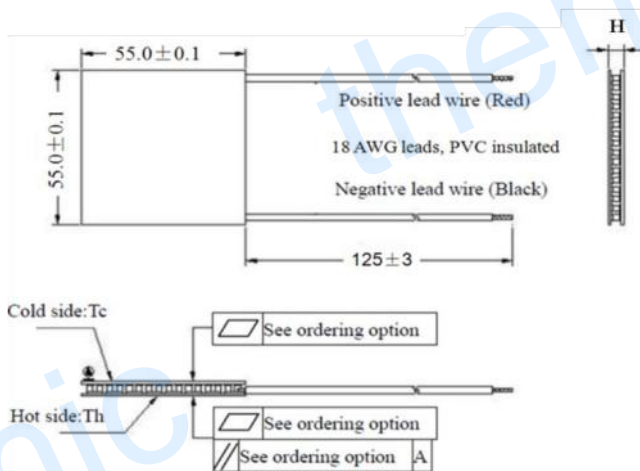 55.0±0.1
H
55.0±0.1
Positive lead wire (Red)
18 AWG leads, PVC insulated
Negative lead wire (Black)
125±3
Cold side:Tc
See ordering option
Hot side:Th
See ordering option
See ordering option A